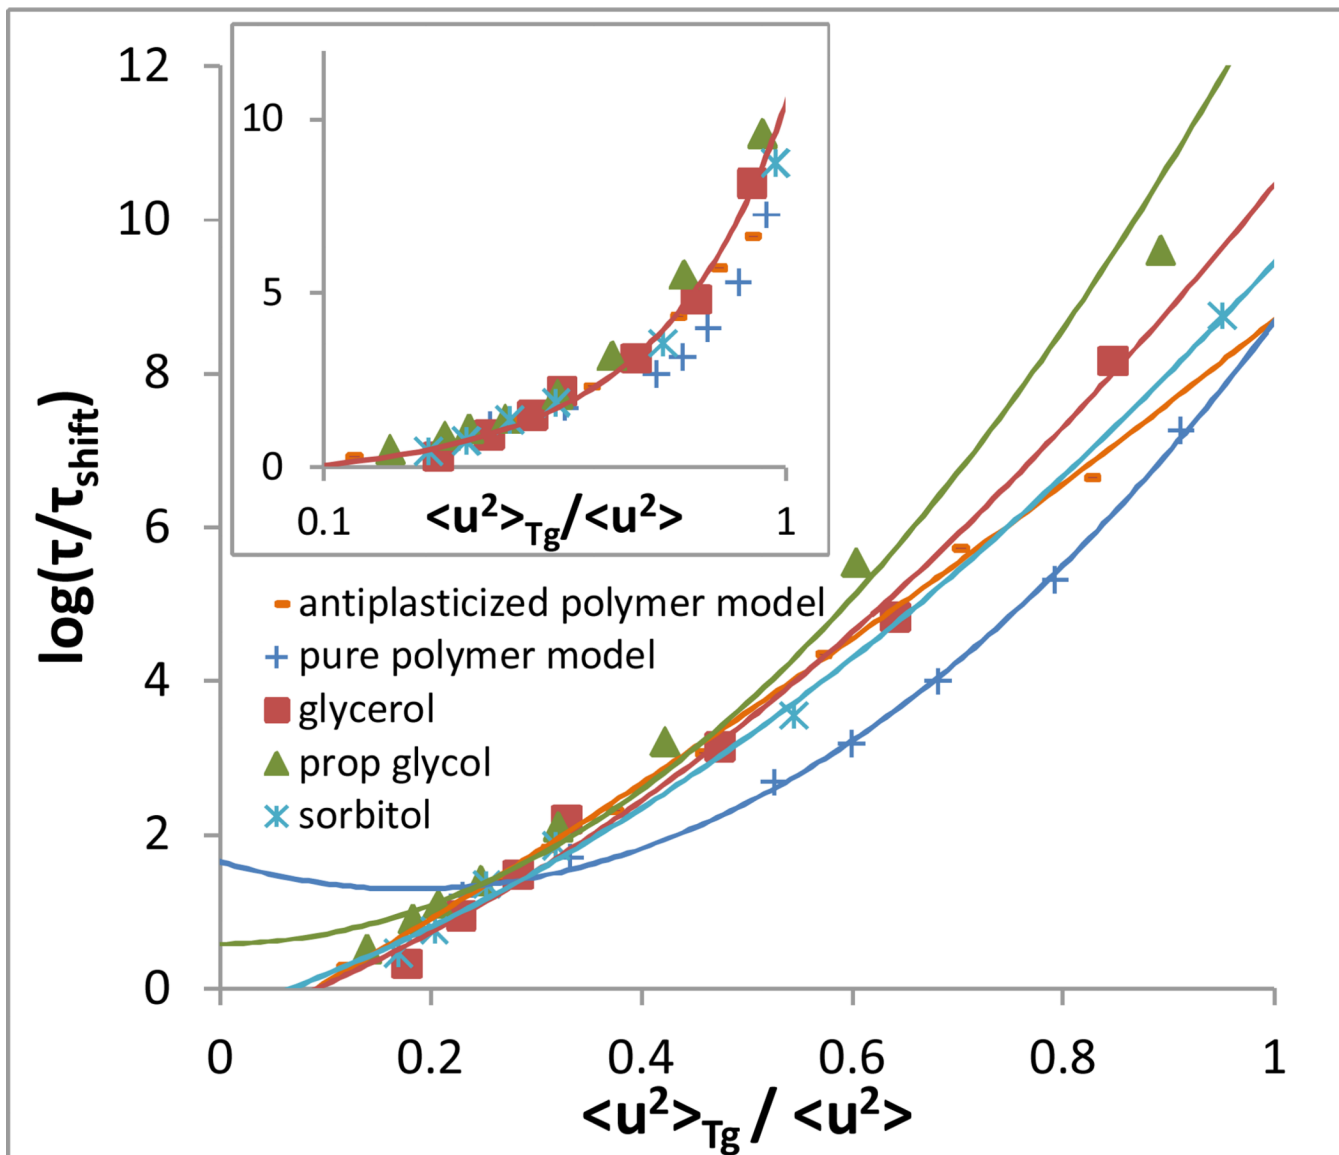 12
10
8
6
4
2
0
log(τ/τshift)
10
5
0
0.1
1
<u²>Tg/<u²>
antiplasticized polymer model
pure polymer model
glycerol
prop glycol
sorbitol
0 0.2 0.4 0.6 0.8 1
<u²>Tg / <u²>